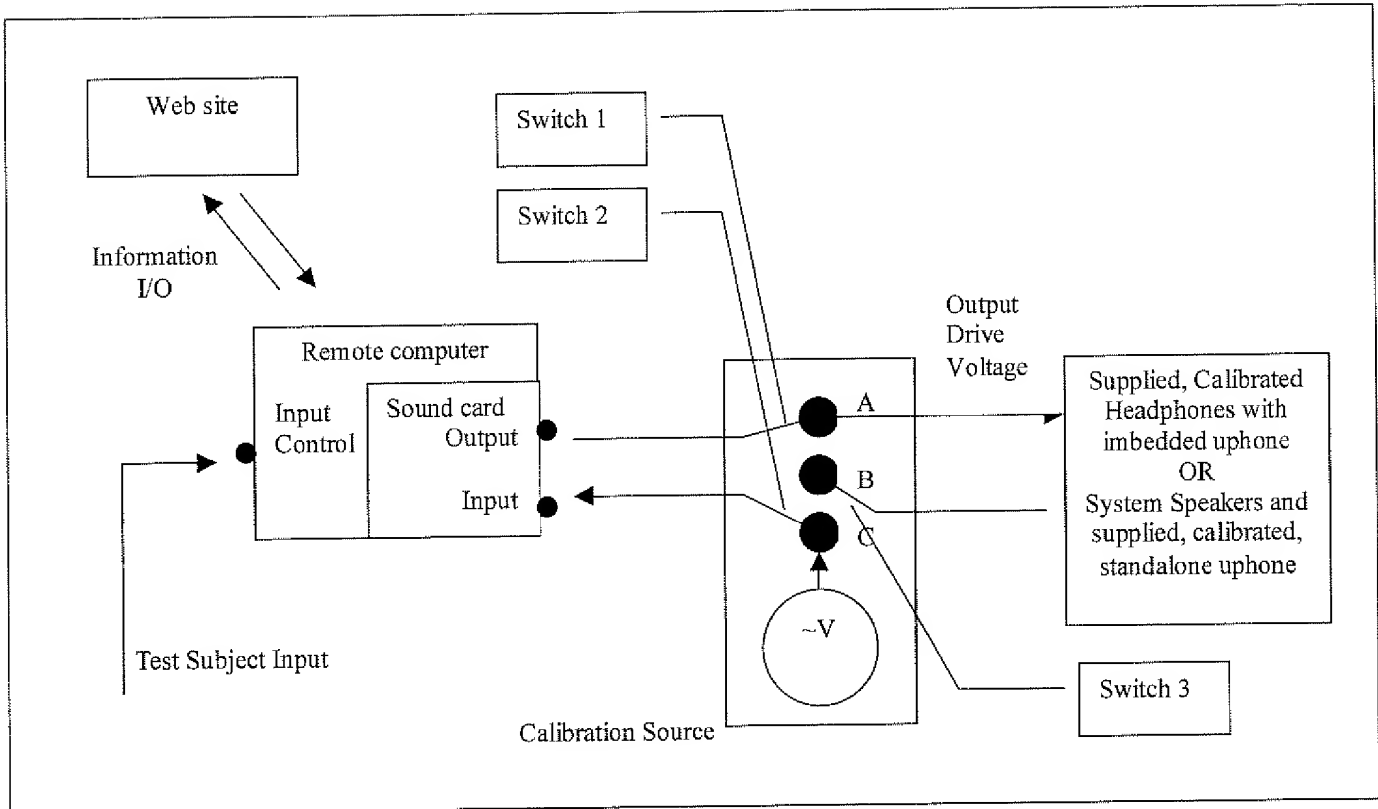 Web site
Switch 1
Switch 2
Information
I/O
Output
Drive
Voltage
Remote computer
Input
Control
Sound card
Output
Input
A
B
C
~V
Supplied, Calibrated
Headphones with
imbedded uphone
OR
System Speakers and
supplied, calibrated,
standalone uphone
Test Subject Input
Switch 3
Calibration Source